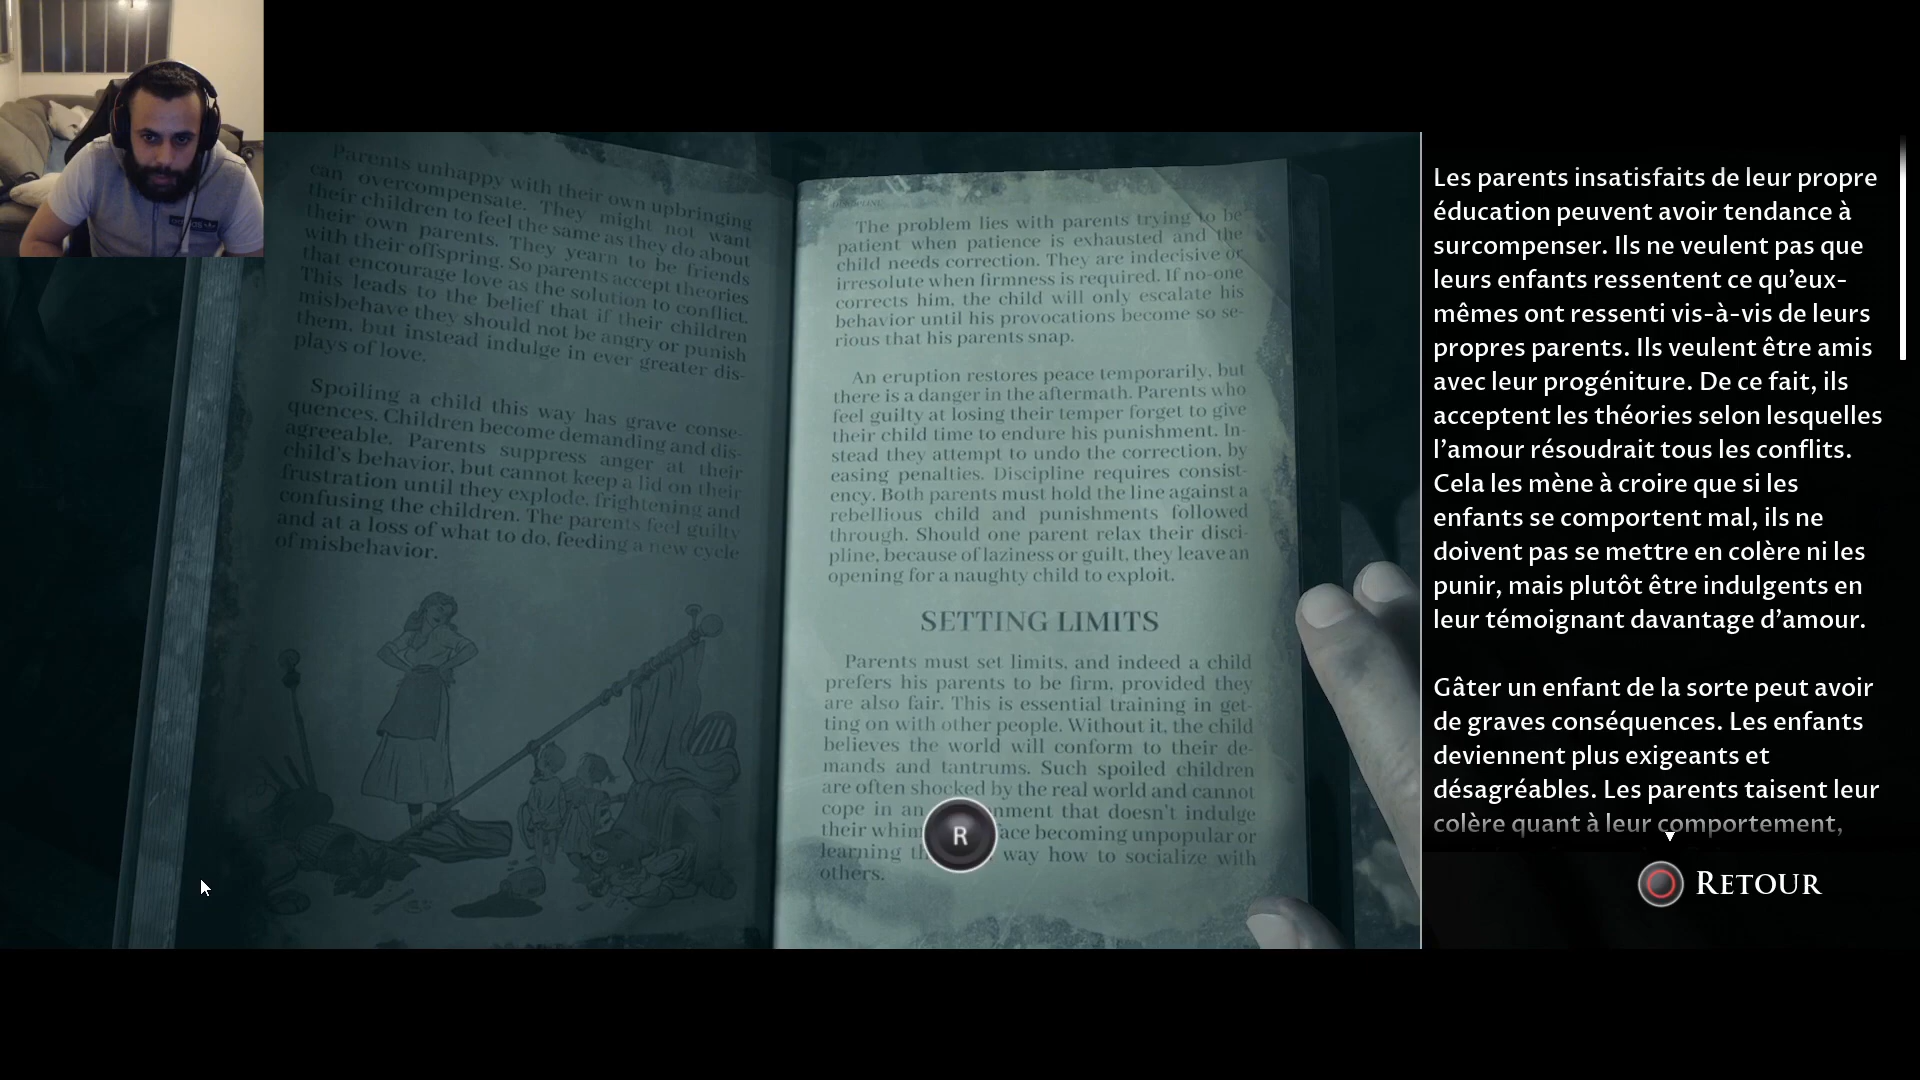 Parents unhappy with their own upbringing
can overcompensate. They might not want
their children to feel the same as they do about
their own parents. They yearn to be friends
with their offspring. So parents accept theories
that encourage love as the solution to conflict.
This leads to the belief that if their children
misbehave they should not be angry or punish
them, but instead indulge in ever greater dis-
plays of love.
Spoiling a child this way has grave conse-
quences. Children become demanding and dis-
agreeable. Parents suppress anger at their
child's behavior, but cannot keep a lid on their
frustration until they explode, frightening and
confusing the children. The parents feel guilty
and at a loss of what to do, feeding a new cycle
of misbehavior.
The problem lies with parents trying to be
patient when patience is exhausted and the
child needs correction. They are indecisive or
irresolute when firmness is required. If no-one
corrects him, the child will only escalate his
behavior until his provocations become so se-
rious that his parents snap.
An eruption restores peace temporarily, but
there is a danger in the aftermath. Parents who
feel guilty at losing their temper forget to give
their child time to endure his punishment. In-
stead they attempt to undo the correction, by
easing penalties. Discipline requires consist-
ency. Both parents must hold the line against a
rebellious child and punishments followed
through. Should one parent relax their disci-
pline, because of laziness or guilt, they leave an
opening for a naughty child to exploit.
SETTING LIMITS
Parents must set limits, and indeed a child
prefers his parents to be firm, provided they
are also fair. This is essential training in get-
ting on with other people. Without it, the child
believes the world will conform to their de-
mands and tantrums. Such spoiled children
are often shocked by the real world and cannot
cope in an nment that doesn't indulge
their whim ace becoming unpopular or
learning th way how to socialize with
others.
R
Les parents insatisfaits de leur propre
éducation peuvent avoir tendance à
surcompenser. Ils ne veulent pas que
leurs enfants ressentent ce qu'eux-
mêmes ont ressenti vis-à-vis de leurs
propres parents. Ils veulent être amis
avec leur progéniture. De ce fait, ils
acceptent les théories selon lesquelles
l'amour résoudrait tous les conflits.
Cela les mène à croire que si les
enfants se comportent mal, ils ne
doivent pas se mettre en colère ni les
punir, mais plutôt être indulgents en
leur témoignant davantage d'amour.
Gâter un enfant de la sorte peut avoir
de graves conséquences. Les enfants
deviennent plus exigeants et
désagréables. Les parents taisent leur
colère quant à leur comportement,
RETOUR